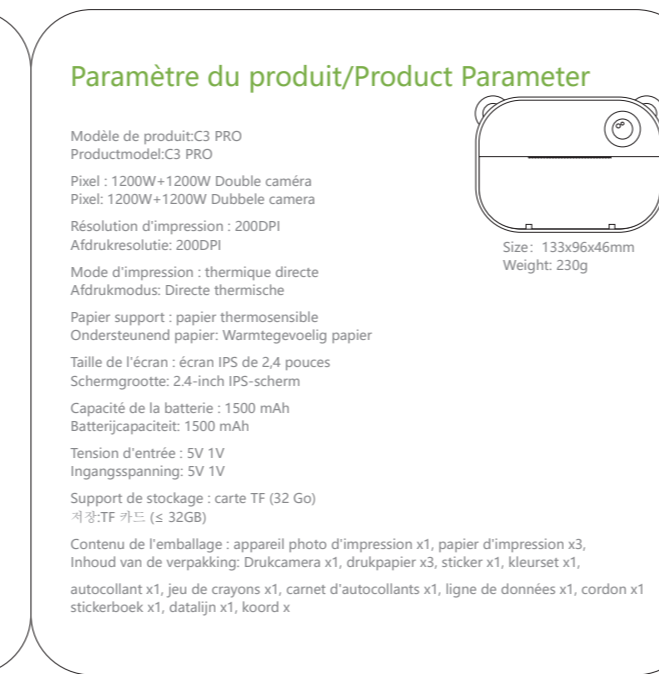 Paramètre du produit/Product Parameter
Modèle de produit:C3 PRO
Productmodel:C3 PRO
Pixel : 1200W+1200W Double caméra
Pixel: 1200W+1200W Dubbele camera
Résolution d'impression : 200DPI
Afdrukresolutie: 200DPI
Mode d'impression : thermique directe
Afdrukmodus: Directe thermische
Papier support : papier thermosensible
Ondersteunend papier: Warmtegevoelig papier
Taille de l'écran : écran IPS de 2,4 pouces
Schermgrootte: 2.4-inch IPS-scherm
Capacité de la batterie : 1500 mAh
Batterijcapaciteit: 1500 mAh
Tension d'entrée : 5V 1V
Ingangsspanning: 5V 1V
Support de stockage : carte TF (32 Go)
저장:TF 카드 (≤ 32GB)
Contenu de l'emballage : appareil photo d'impression x1, papier d'impression x3,
Inhoud van de verpakking: Drukcamera x1, drukpapier x3, sticker x1, kleurset x1,
autocollant x1, jeu de crayons x1, carnet d'autocollants x1, ligne de données x1, cordon x1
stickerboek x1, datalijn x1, koord x
Size: 133x96x46mm
Weight: 230g